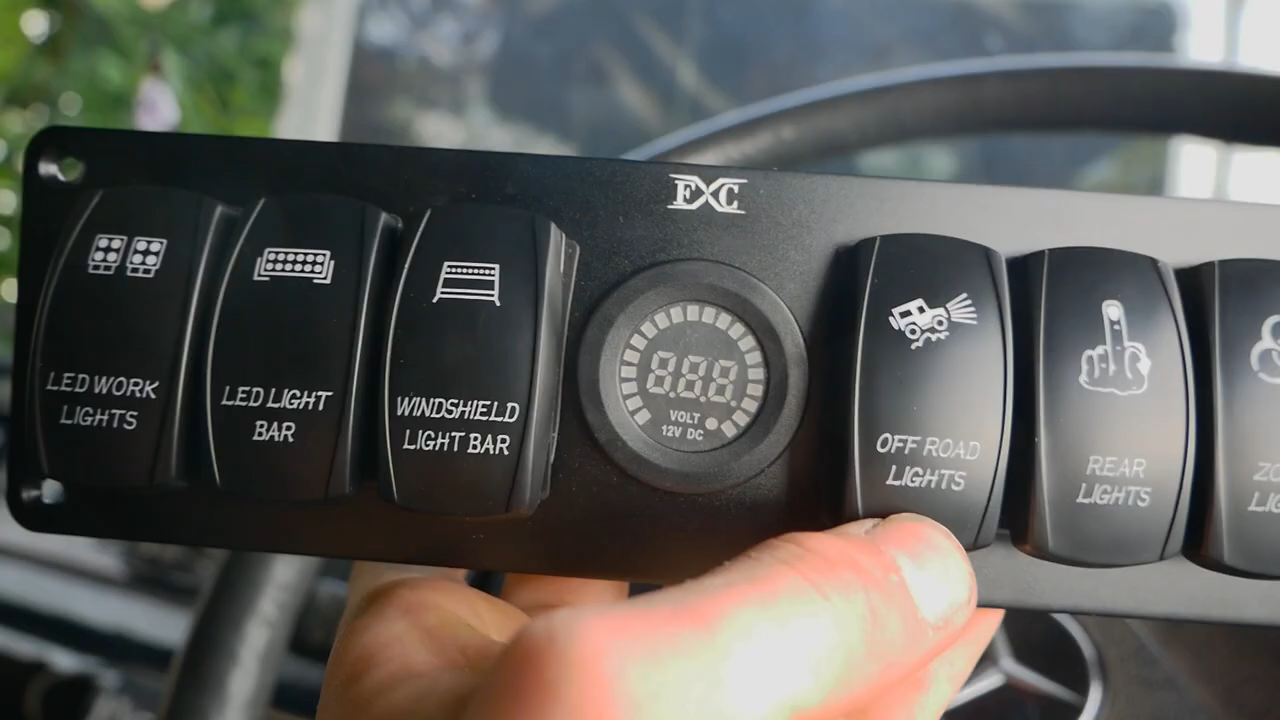 EXC
LED WORK
LIGHTS
LED LIGHT
BAR
WINDSHIELD
LIGHT BAR
8.8.8.
VOLT
12V DC
OFF ROAD
LIGHTS
REAR
LIGHTS